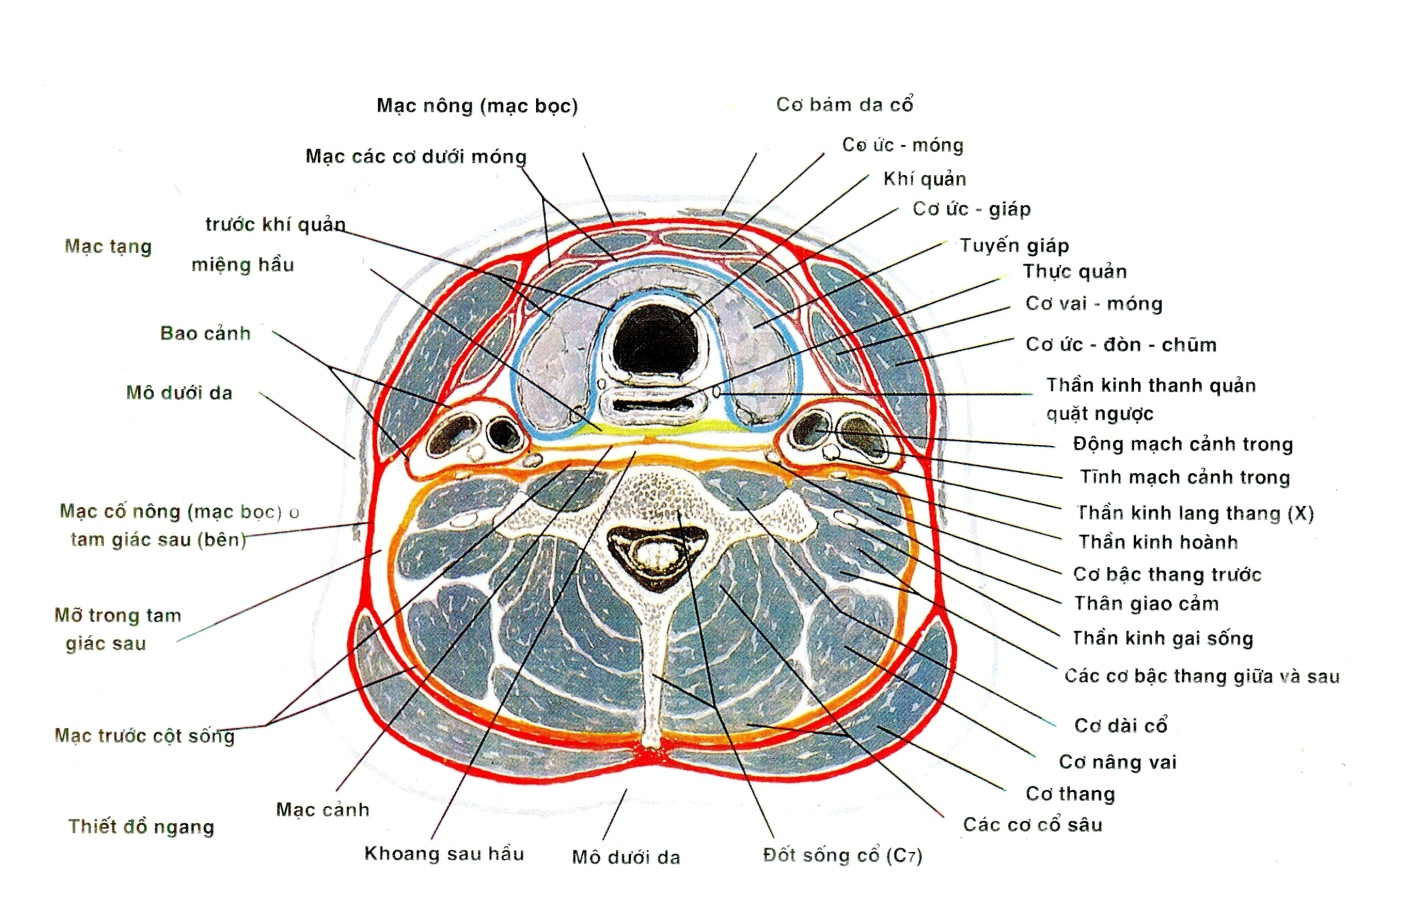 Mạc nông (mạc bọc)
Cơ bám da cổ
Mạc các cơ dưới móng
Cơ ức - móng
Khí quản
trước khí quản
Cơ ức - giáp
Mạc tạng
miệng hầu
Tuyến giáp
Thực quản
Cơ vai - móng
Bao cảnh
Cơ ức - đòn - chũm
Mô dưới da
Thần kinh thanh quản
quặt ngược
Động mạch cảnh trong
Tĩnh mạch cảnh trong
Mạc cổ nông (mạc bọc) o
tam giác sau (bên)
Thần kinh lang thang (X)
Thần kinh hoành
Cơ bậc thang trước
Thân giao cảm
Mỡ trong tam
giác sau
Thần kinh gai sống
Các cơ bậc thang giữa và sau
Mạc trước cột sống
Cơ dài cổ
Cơ nâng vai
Cơ thang
Mạc cảnh
Các cơ cổ sâu
Thiết đồ ngang
Khoang sau hầu
Mô dưới da
Đốt sống cổ (C7)